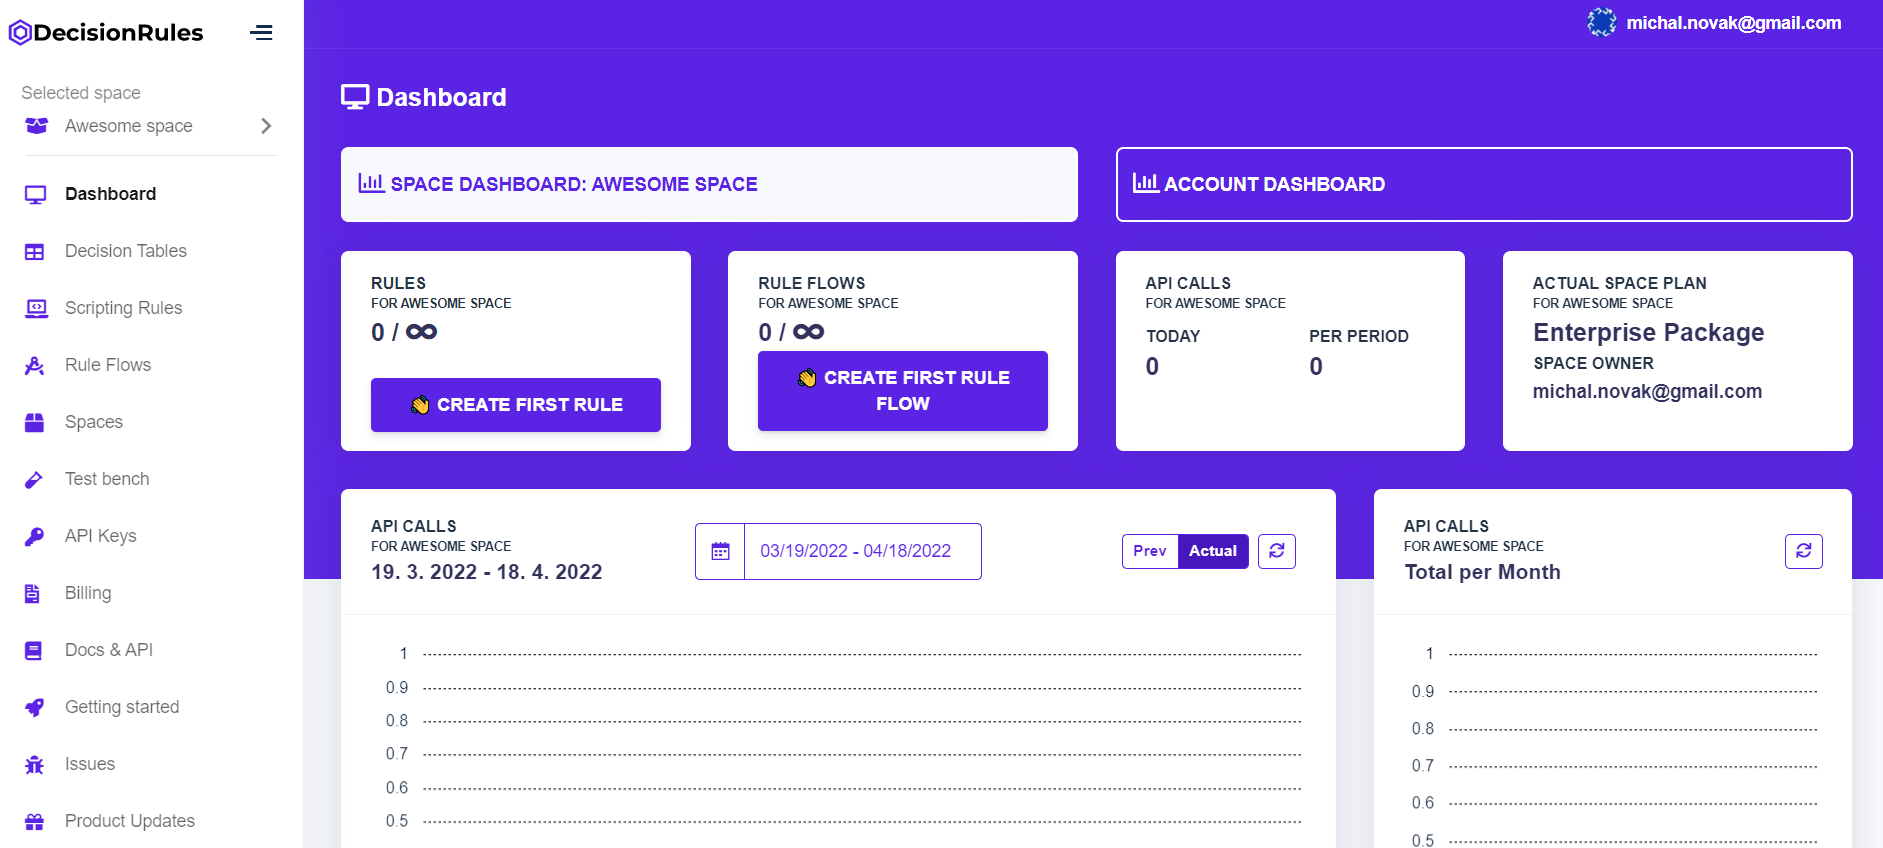 DecisionRules
michal.novak@gmail.com
Selected space
Awesome space
Dashboard
Decision Tables
Scripting Rules
Rule Flows
Spaces
Test bench
API Keys
Billing
Docs & API
Getting started
Issues
Product Updates
Dashboard
SPACE DASHBOARD: AWESOME SPACE
ACCOUNT DASHBOARD
RULES
FOR AWESOME SPACE
0 / ∞
👏 CREATE FIRST RULE
RULE FLOWS
FOR AWESOME SPACE
0 / ∞
👏 CREATE FIRST RULE
FLOW
API CALLS
FOR AWESOME SPACE
TODAY PER PERIOD
0 0
ACTUAL SPACE PLAN
FOR AWESOME SPACE
Enterprise Package
SPACE OWNER
michal.novak@gmail.com
API CALLS
FOR AWESOME SPACE
19. 3. 2022 - 18. 4. 2022
03/19/2022 - 04/18/2022
Prev Actual
1
0.9
0.8
0.7
0.6
0.5
API CALLS
FOR AWESOME SPACE
Total per Month
1
0.9
0.8
0.7
0.6
0.5